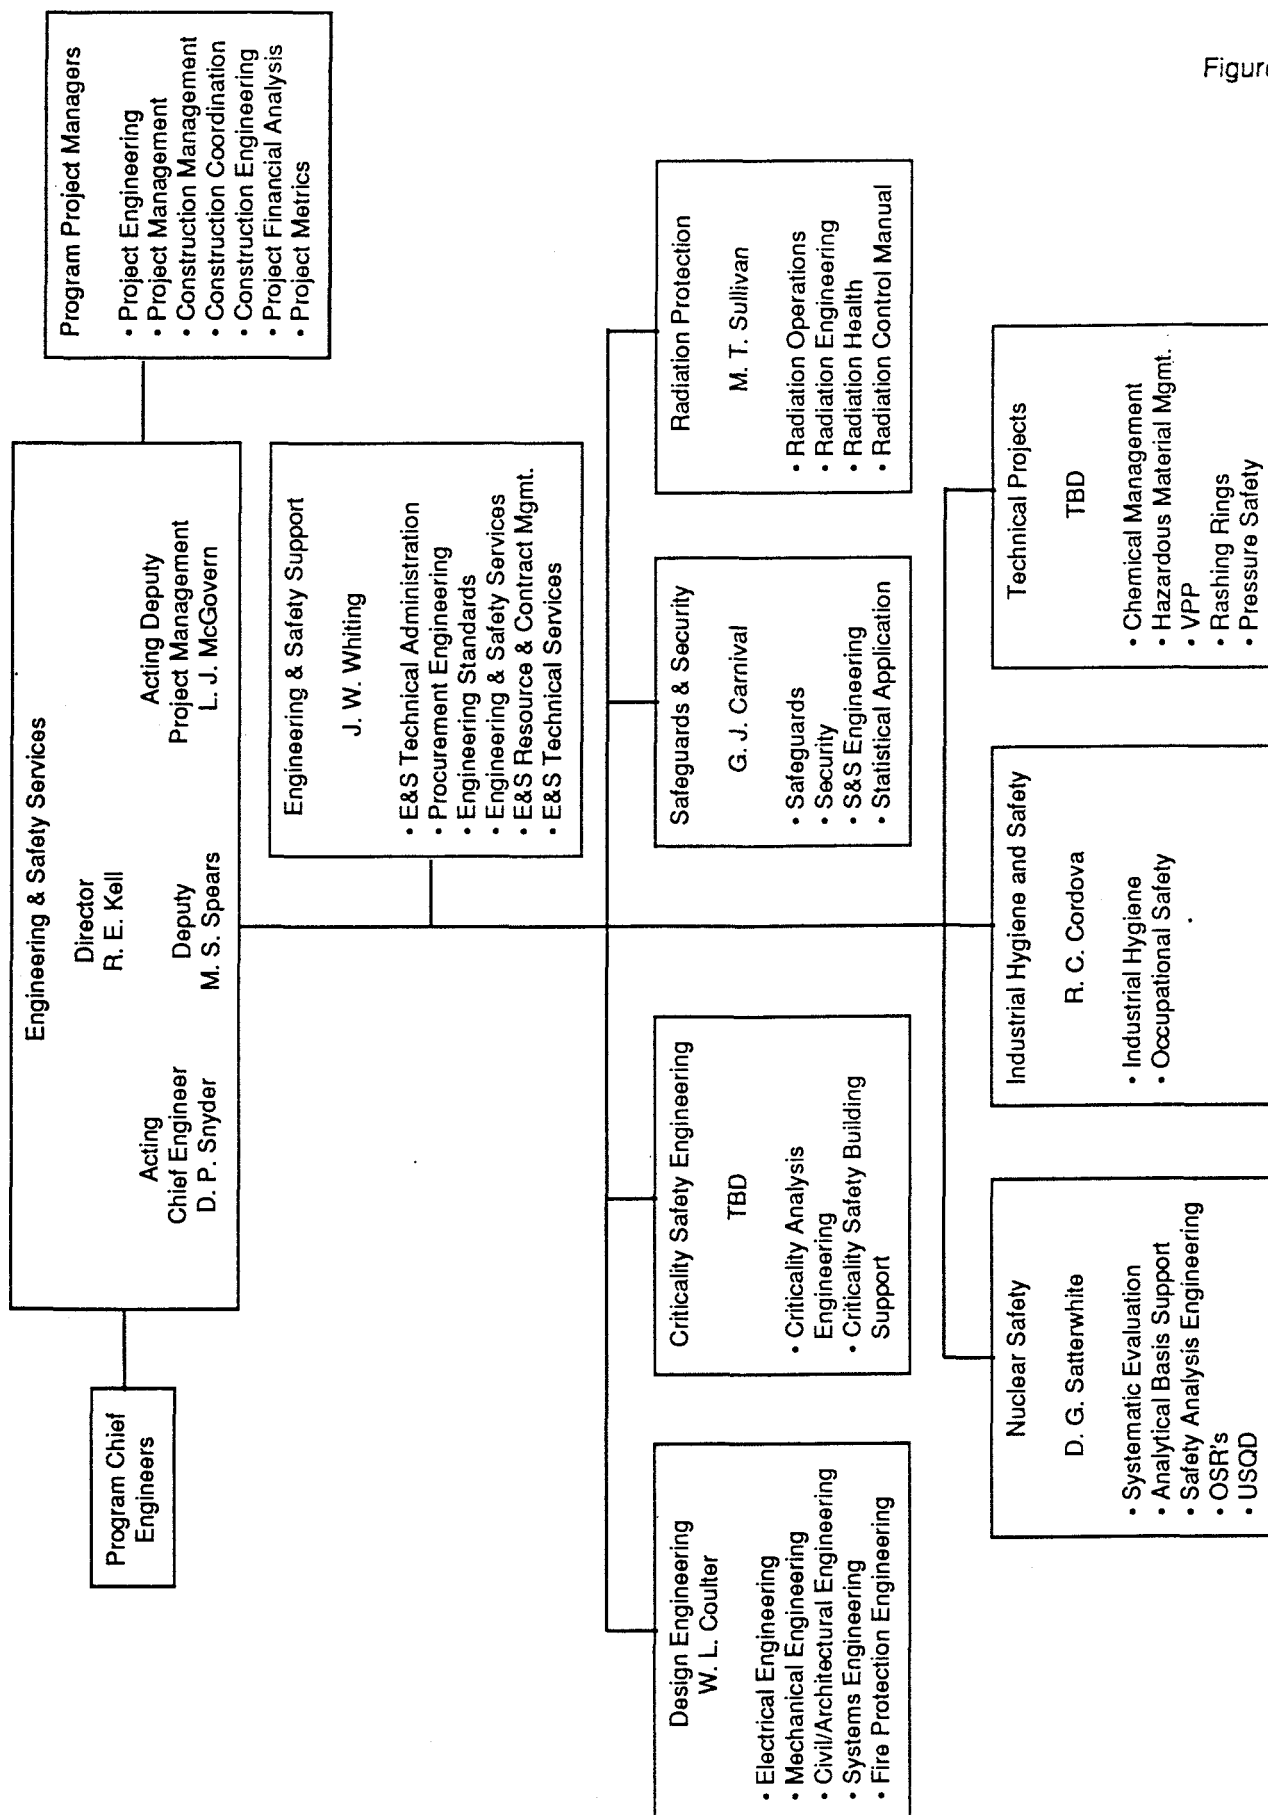 Figure
Engineering & Safety Services
Director
R. E. Kell
Acting
Chief Engineer
D. P. Snyder
Deputy
M. S. Spears
Acting Deputy
Project Management
L. J. McGovern
Program Chief
Engineers
Program Project Managers
• Project Engineering
• Project Management
• Construction Management
• Construction Coordination
• Construction Engineering
• Project Financial Analysis
• Project Metrics
Engineering & Safety Support
J. W. Whiting
• E&S Technical Administration
• Procurement Engineering
• Engineering Standards
• Engineering & Safety Services
• E&S Resource & Contract Mgmt.
• E&S Technical Services
Design Engineering
W. L. Coulter
• Electrical Engineering
• Mechanical Engineering
• Civil/Architectural Engineering
• Systems Engineering
• Fire Protection Engineering
Criticality Safety Engineering
TBD
• Criticality Analysis
Engineering
• Criticality Safety Building
Support
Safeguards & Security
G. J. Carnival
• Safeguards
• Security
• S&S Engineering
• Statistical Application
Radiation Protection
M. T. Sullivan
• Radiation Operations
• Radiation Engineering
• Radiation Health
• Radiation Control Manual
Nuclear Safety
D. G. Satterwhite
• Systematic Evaluation
• Analytical Basis Support
• Safety Analysis Engineering
• OSR's
• USQD
Industrial Hygiene and Safety
R. C. Cordova
• Industrial Hygiene
• Occupational Safety
Technical Projects
TBD
• Chemical Management
• Hazardous Material Mgmt.
• VPP
• Rashing Rings
• Pressure Safety